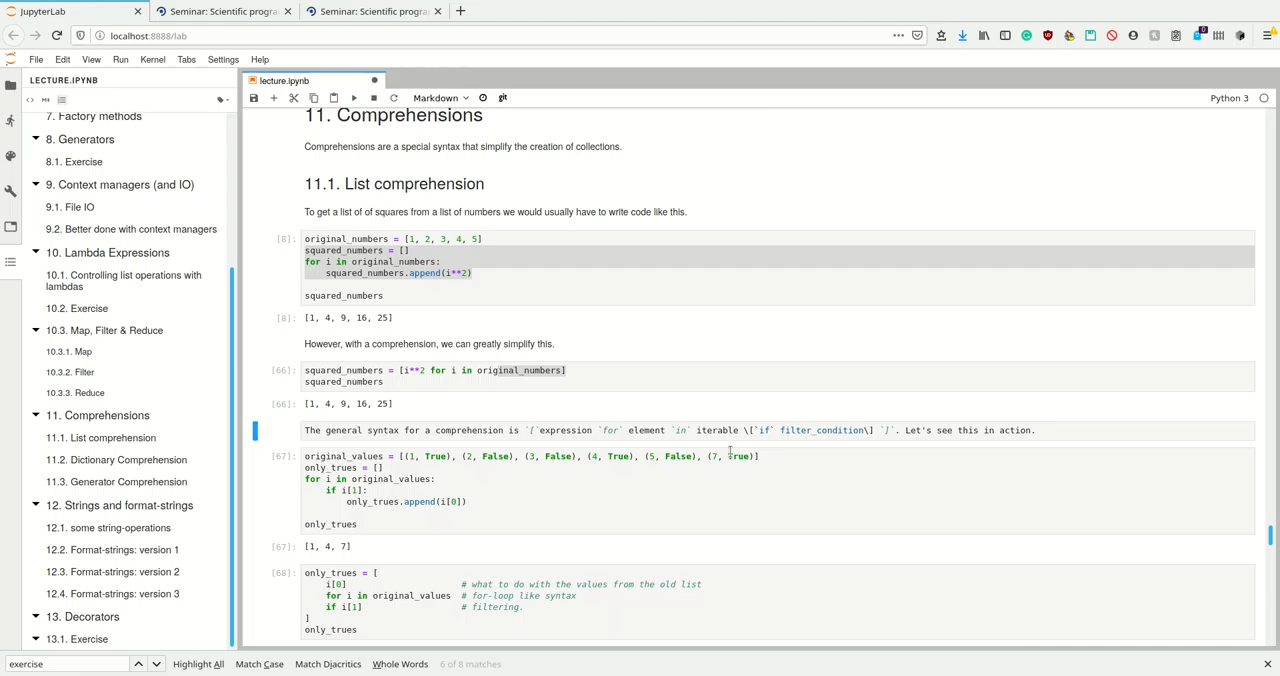 JupyterLab
Seminar: Scientific progra
Seminar: Scientific progra
localhost:8888/lab
File Edit View Run Kernel Tabs Settings Help
LECTURE.IPYNB
7. Factory methods
8. Generators
8.1. Exercise
9. Context managers (and IO)
9.1. File IO
9.2. Better done with context managers
10. Lambda Expressions
10.1. Controlling list operations with
lambdas
10.2. Exercise
10.3. Map, Filter & Reduce
10.3.1. Map
10.3.2. Filter
10.3.3. Reduce
11. Comprehensions
11.1. List comprehension
11.2. Dictionary Comprehension
11.3. Generator Comprehension
12. Strings and format-strings
12.1. some string-operations
12.2. Format-strings: version 1
12.3. Format-strings: version 2
12.4. Format-strings: version 3
13. Decorators
13.1. Exercise
lecture.ipynb
Markdown git Python 3
11. Comprehensions
Comprehensions are a special syntax that simplify the creation of collections.
11.1. List comprehension
To get a list of of squares from a list of numbers we would usually have to write code like this.
[8]: original_numbers = [1, 2, 3, 4, 5]
squared_numbers = []
for i in original_numbers:
squared_numbers.append(i**2)
squared_numbers
[8]: [1, 4, 9, 16, 25]
However, with a comprehension, we can greatly simplify this.
[66]: squared_numbers = [i**2 for i in original_numbers]
squared_numbers
[66]: [1, 4, 9, 16, 25]
The general syntax for a comprehension is `[`expression `for` element `in` iterable \[`if` filter_condition\] `]`. Let's see this in action.
[67]: original_values = [(1, True), (2, False), (3, False), (4, True), (5, False), (7, True)]
only_trues = []
for i in original_values:
if i[1]:
only_trues.append(i[0])
only_trues
[67]: [1, 4, 7]
[68]: only_trues = [
i[0] # what to do with the values from the old list
for i in original_values # for-loop like syntax
if i[1] # filtering.
]
only_trues
exercise Highlight All Match Case Match Diacritics Whole Words 6 of 8 matches